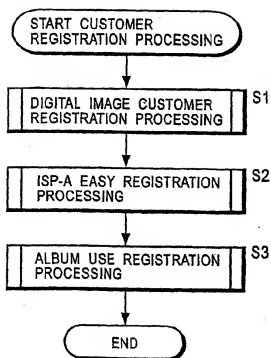 START CUSTOMER
REGISTRATION PROCESSING
S1
DIGITAL IMAGE CUSTOMER
REGISTRATION PROCESSING
S2
ISP-A EASY REGISTRATION
PROCESSING
S3
ALBUM USE REGISTRATION
PROCESSING
END